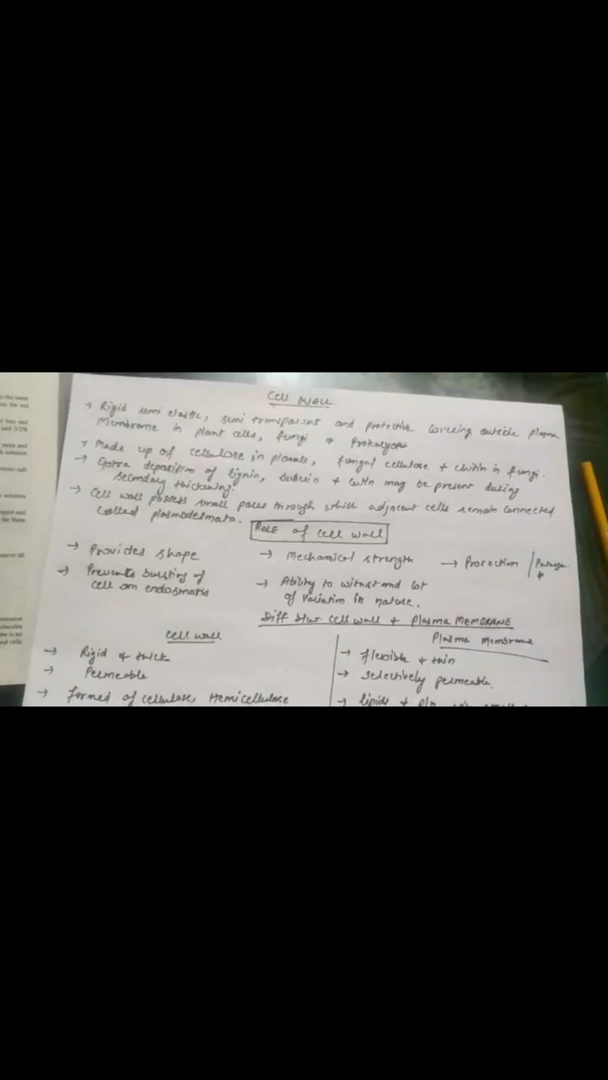 Cell Wall
→ Rigid semi elastic, semi transparent and protective covering outside plasma
Membrane in plant cells, fungi & Prokaryotes
→ Made up of cellulose in plants, fungal cellulose + chitin in fungi.
→ Extra deposition of lignin, suberin & cutin may be present during
secondary thickening.
→ Cell wall possess small pores through which adjacent cells remain connected
called plasmodesmata.
Role of cell wall
→ Provides shape → Mechanical strength → Protection /
→ Prevents bursting of
cell on endosmosis
→ Ability to withstand lot
of variation in nature.
Diff btw. cell wall & PLASMA MEMBRANE
Cell wall
→ Rigid & thick
→ Permeable
→ Formed of cellulose, Hemicellulose
Plasma Membrane
→ flexible & thin
→ selectively permeable.
→ lipids +